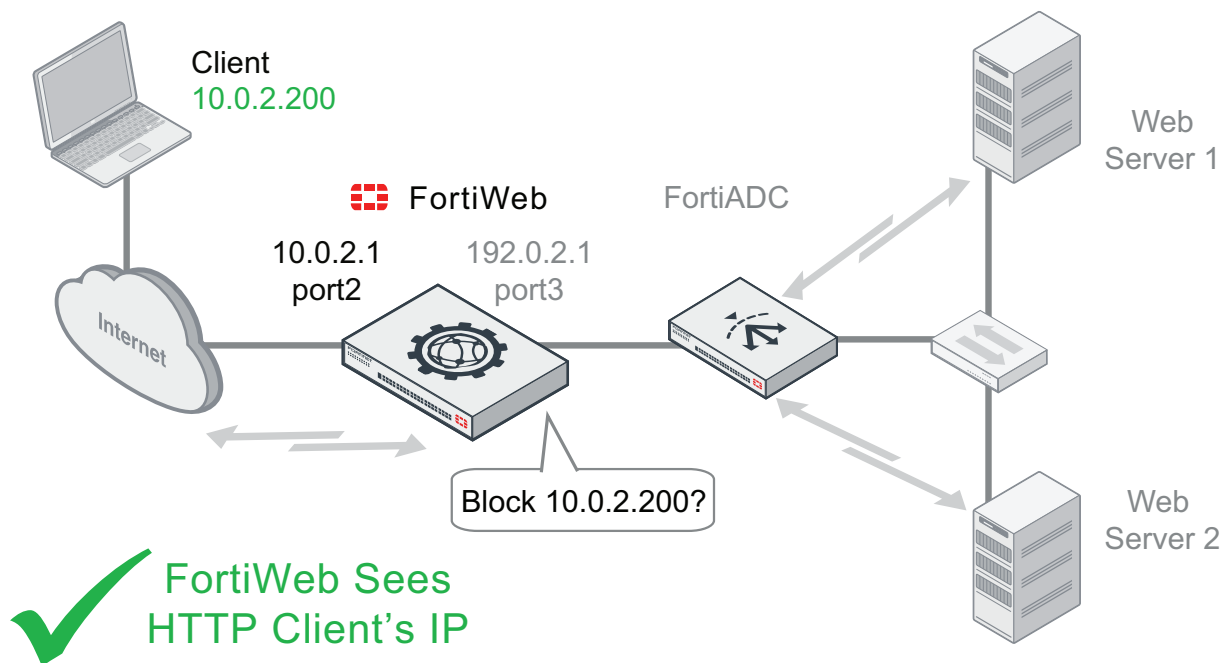 Client
10.0.2.200
Web
Server 1
FortiWeb
FortiADC
10.0.2.1
port2
192.0.2.1
port3
Internet
Block 10.0.2.200?
Web
Server 2
FortiWeb Sees
HTTP Client's IP